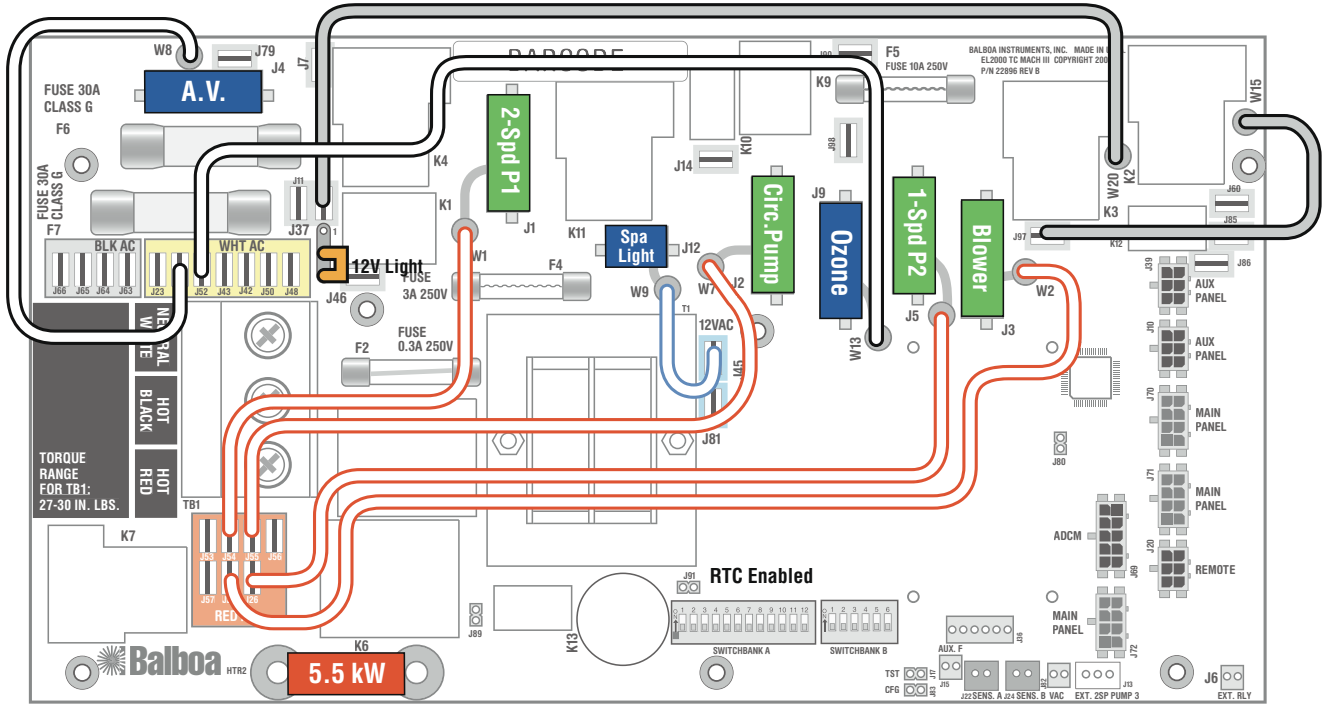 W8
J79
J4
A.V.
FUSE 30A
CLASS G
F6
FUSE 30A
CLASS G
F7
BLK AC
WHT AC
J66
J65
J64
J63
J23
J52
J43
J42
J50
J48
J7
J11
J37
1
12V Light
J46
K4
K1
BARCODE
2-Spd P1
J1
W1
K11
FUSE
3A 250V
F4
F2
FUSE
0.3A 250V
Spa
Light
J12
W9
W7
J2
Circ.Pump
J14
K10
T1
12VAC
J45
J81
J9
Ozone
W13
J98
K9
F5
FUSE 10A 250V
1-Spd P2
J5
Blower
J3
W2
BALBOA INSTRUMENTS, INC. MADE IN
EL2000 TC MACH III COPYRIGHT 200
P/N 22896 REV B
W15
W20
K2
K3
J97
K12
J60
J85
J86
J39
AUX
PANEL
J10
AUX
PANEL
J70
MAIN
PANEL
J71
MAIN
PANEL
J20
REMOTE
J80
ADCM
J69
MAIN
PANEL
J72
NEUTRAL
WHITE
HOT
BLACK
HOT
RED
TORQUE
RANGE
FOR TB1:
27-30 IN. LBS.
TB1
K7
J53
J54
J55
J56
J57
J26
RED
Balboa
HTR2
K6
5.5 kW
J89
K13
J91
RTC Enabled
ON
1 2 3 4 5 6 7 8 9 10 11 12
SWITCHBANK A
ON
1 2 3 4 5 6
SWITCHBANK B
J36
AUX. F
TST
J17
CFG
J83
J15
J22 SENS. A
J24 SENS. B
J82
VAC
EXT. 2SP PUMP 3
J13
J6
EXT. RLY